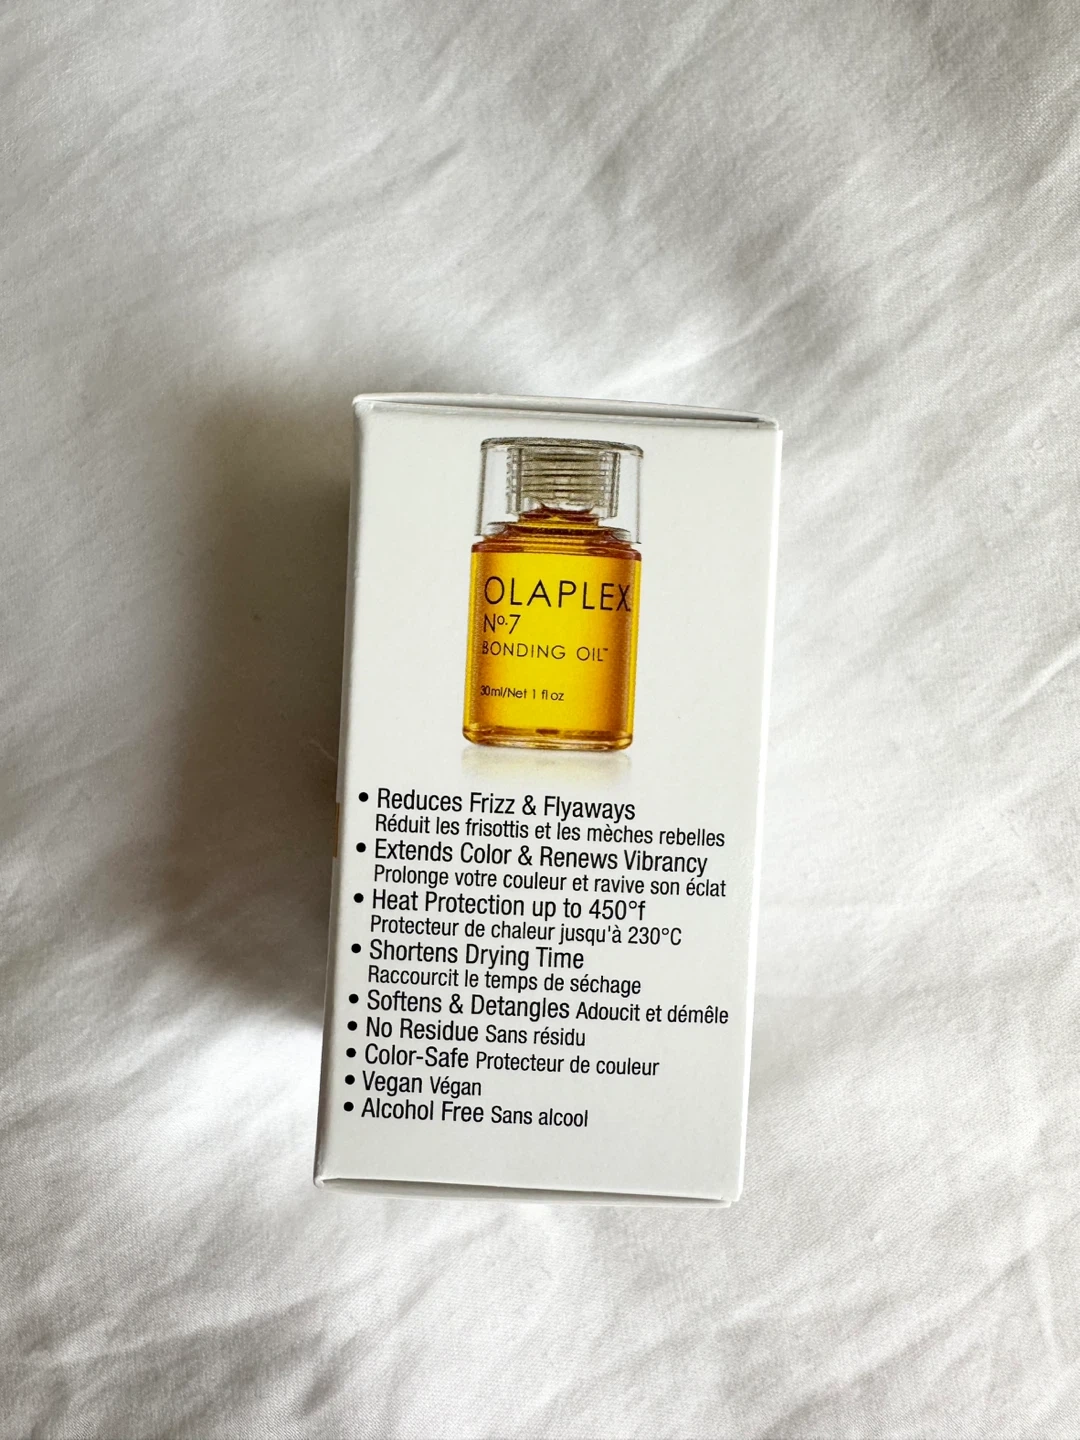 OLAPLEX
Nº.7
BONDING OIL™
30ml/Net 1 fl oz
• Reduces Frizz & Flyaways
Réduit les frisottis et les mèches rebelles
• Extends Color & Renews Vibrancy
Prolonge votre couleur et ravive son éclat
• Heat Protection up to 450°f
Protecteur de chaleur jusqu'à 230°C
• Shortens Drying Time
Raccourcit le temps de séchage
• Softens & Detangles Adoucit et démêle
• No Residue Sans résidu
• Color-Safe Protecteur de couleur
• Vegan Végan
• Alcohol Free Sans alcool